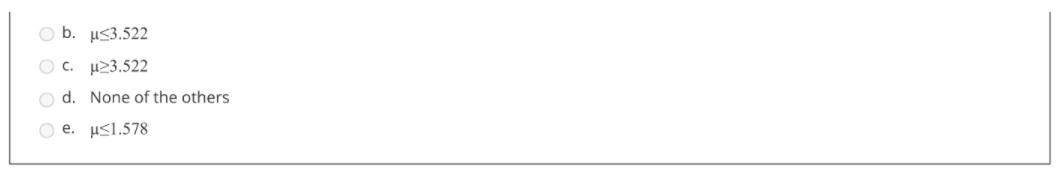 b. μ≤3.522
c. μ≥3.522
d. None of the others
e. μ≤1.578